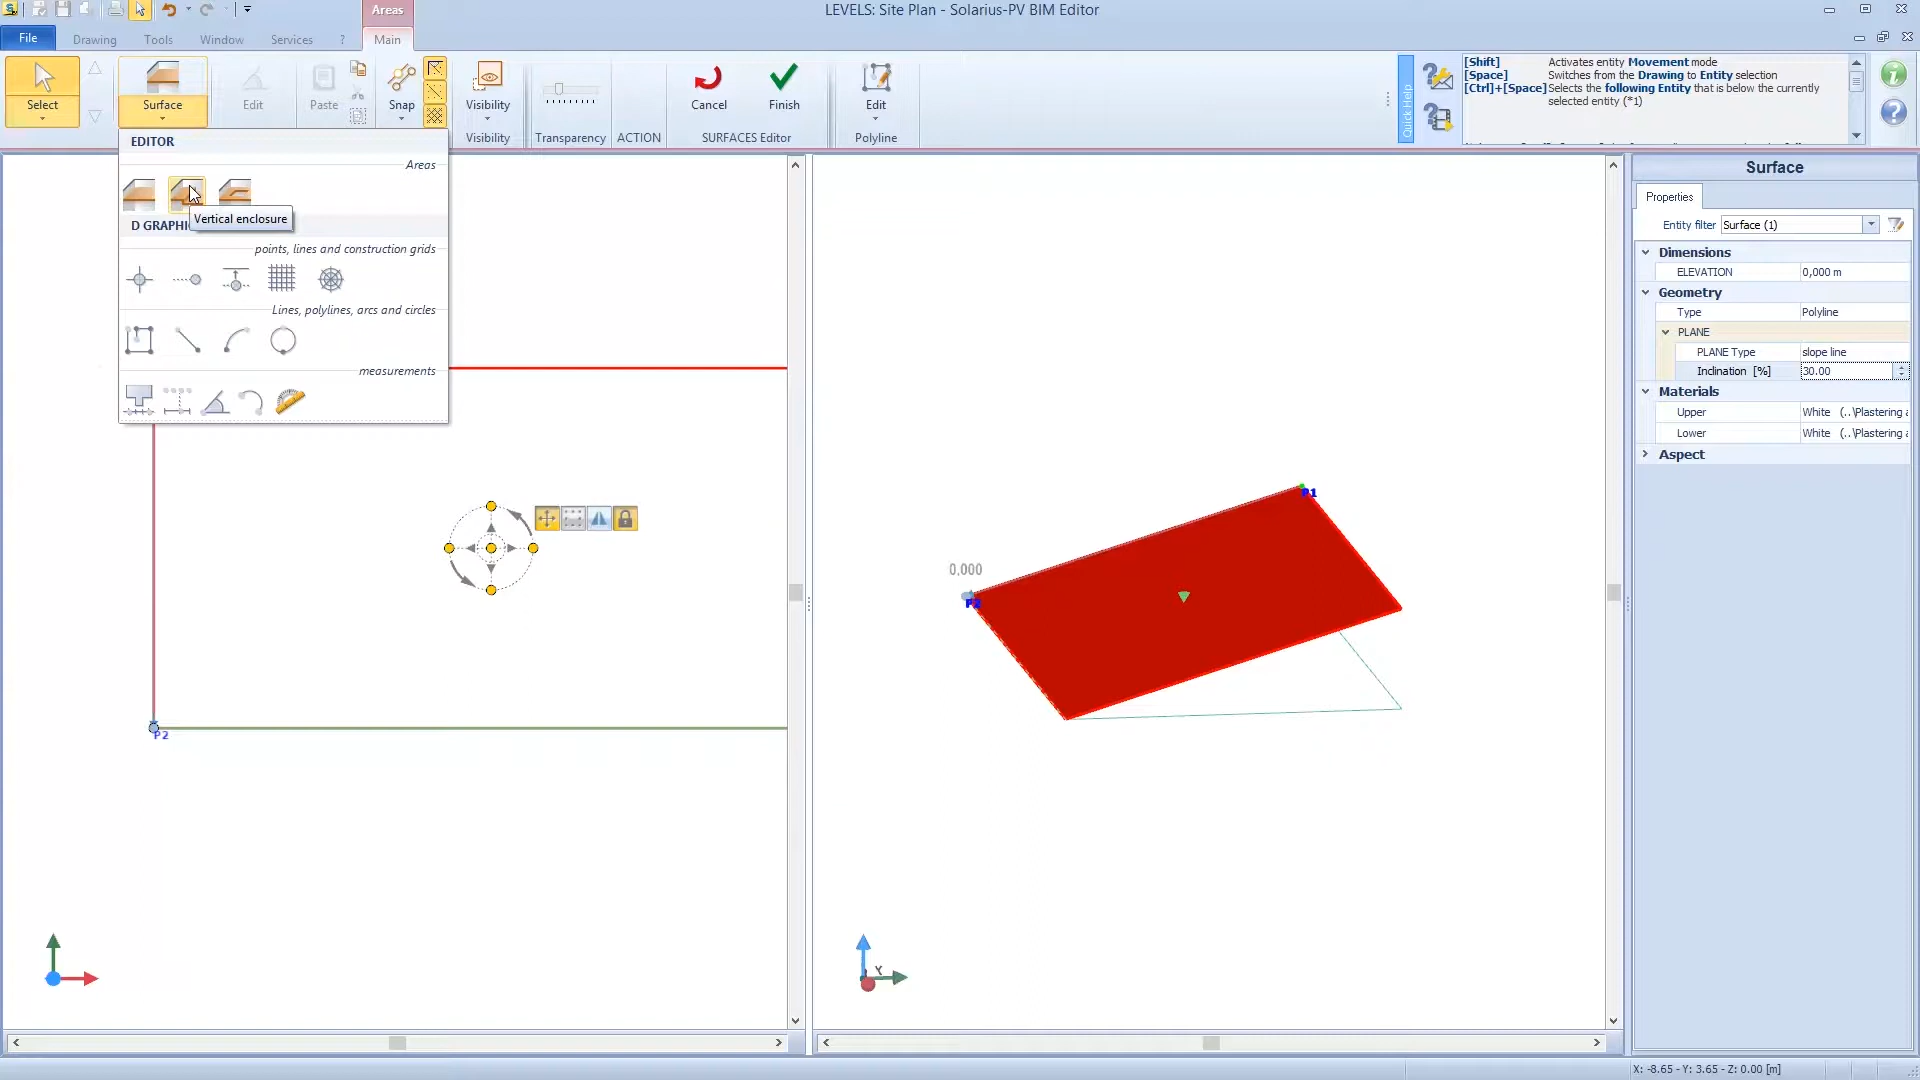 Areas
LEVELS: Site Plan - Solarius-PV BIM Editor
File
Drawing
Tools
Window
Services
?
Main
Select
Surface
Edit
Paste
Snap
Visibility
Visibility
Transparency
ACTION
Cancel
Finish
SURFACES Editor
Edit
Polyline
Quick Help
[Shift] Activates entity Movement mode
[Space] Switches from the Drawing to Entity selection
[Ctrl]+[Space] Selects the following Entity that is below the currently
selected entity (*1)
EDITOR
Areas
Vertical enclosure
D GRAPHI
points, lines and construction grids
Lines, polylines, arcs and circles
measurements
P2
0,000
P1
P2
Y
Surface
Properties
Entity filter Surface (1)
Dimensions
ELEVATION 0,000 m
Geometry
Type Polyline
PLANE
PLANE Type slope line
Inclination [%] 30.00
Materials
Upper White (..\Plastering a
Lower White (..\Plastering a
Aspect
X: -8.65 - Y: 3.65 - Z: 0.00 [m]